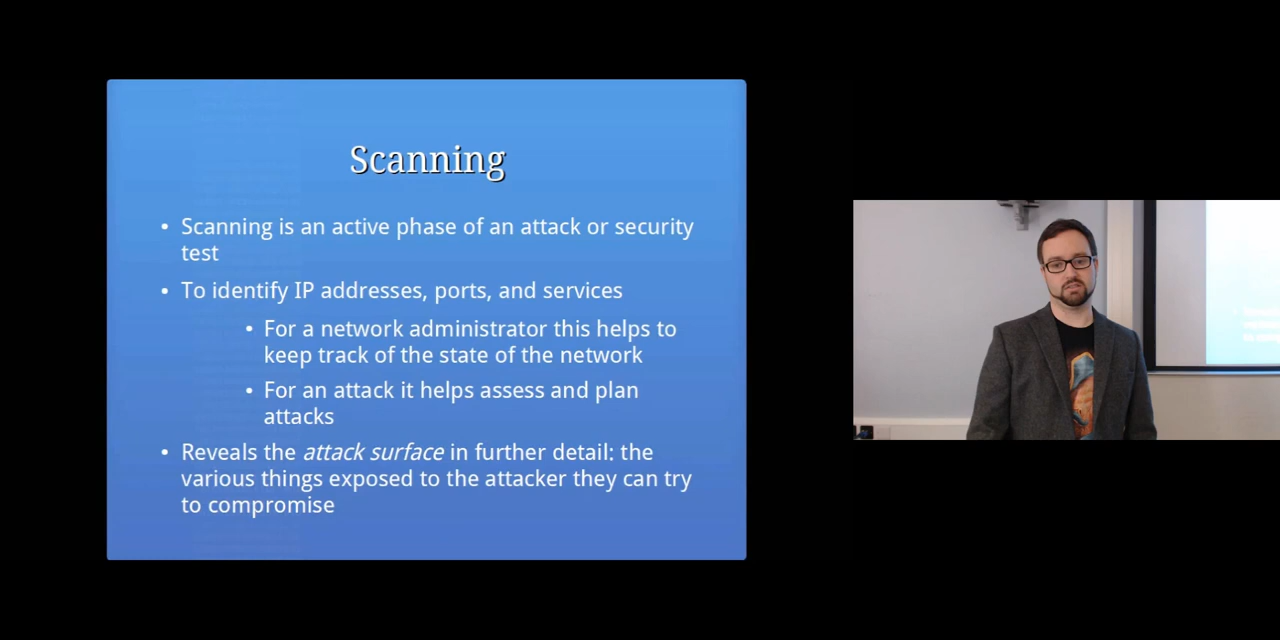 Scanning
• Scanning is an active phase of an attack or security
test
• To identify IP addresses, ports, and services
• For a network administrator this helps to
keep track of the state of the network
• For an attack it helps assess and plan
attacks
• Reveals the attack surface in further detail: the
various things exposed to the attacker they can try
to compromise